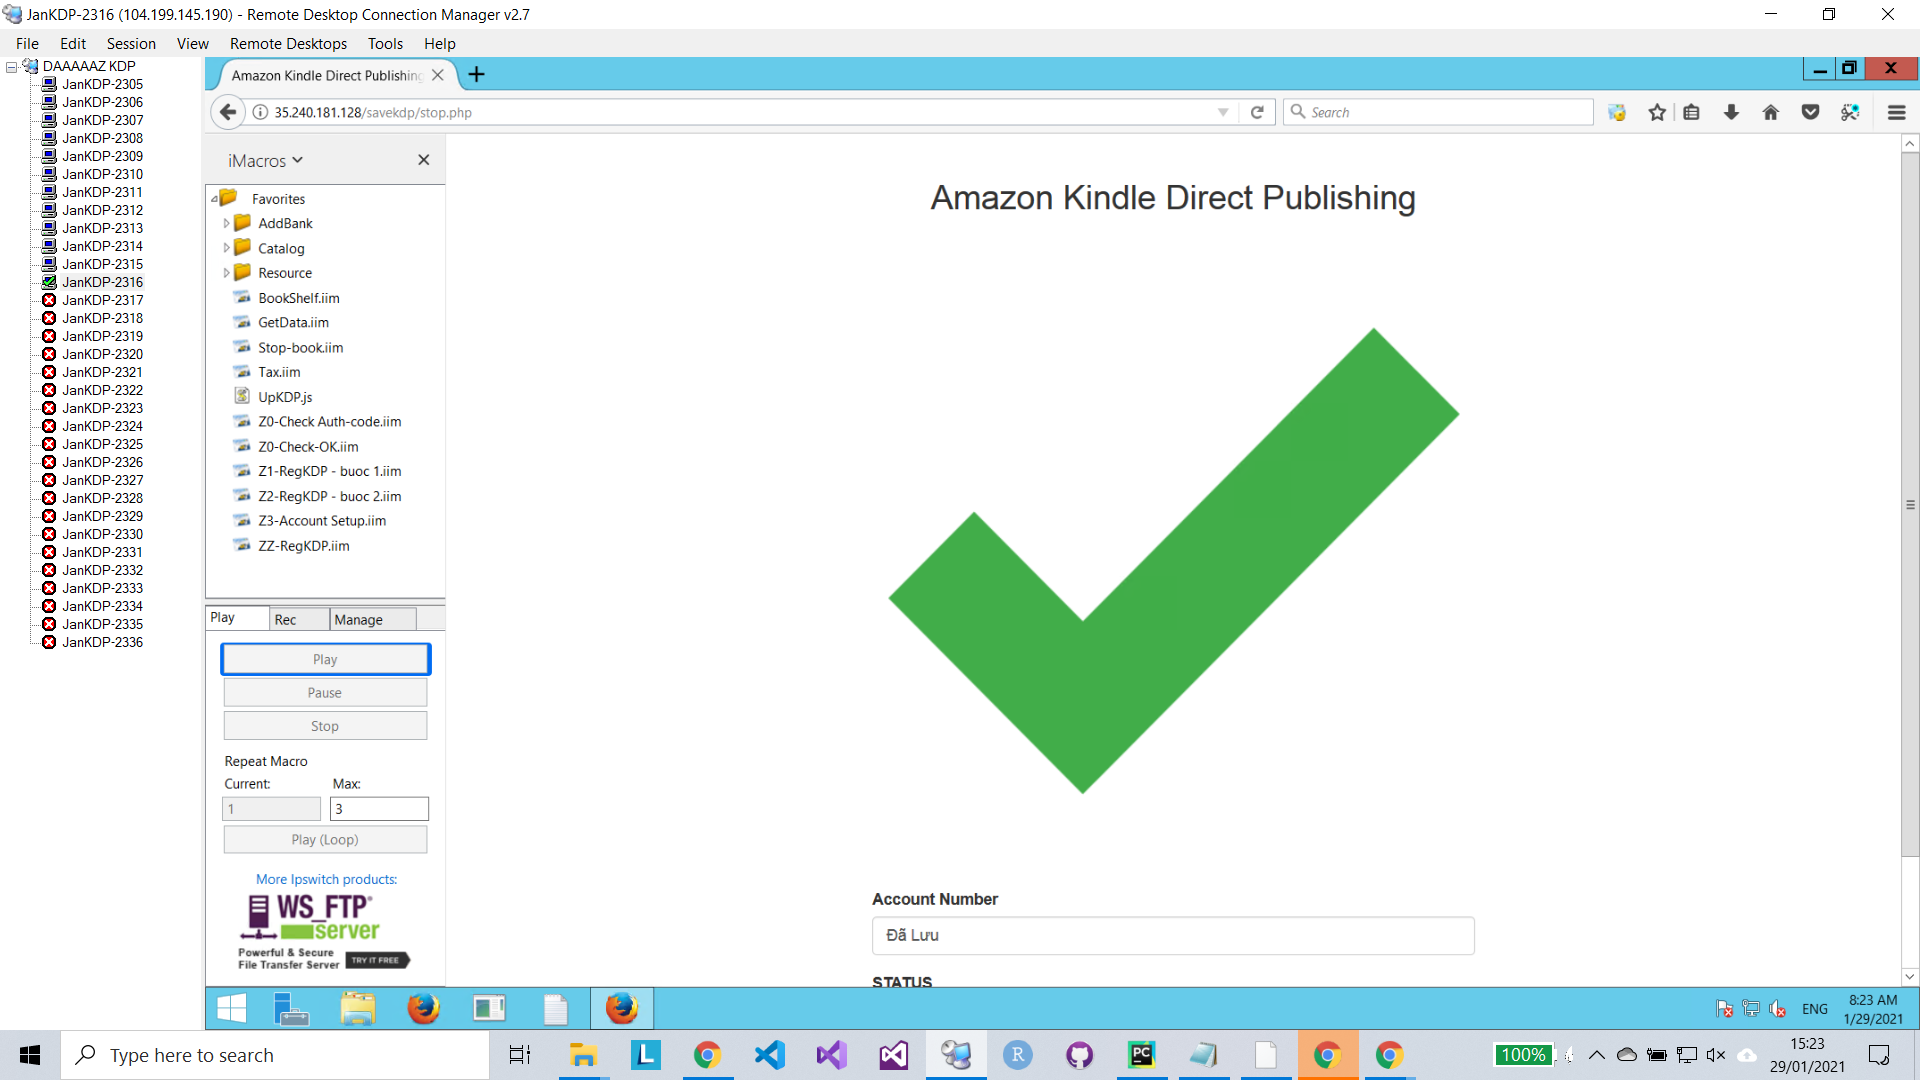 JanKDP-2316 (104.199.145.190) - Remote Desktop Connection Manager v2.7
File Edit Session View Remote Desktops Tools Help
DAAAAAZ KDP
JanKDP-2305
JanKDP-2306
JanKDP-2307
JanKDP-2308
JanKDP-2309
JanKDP-2310
JanKDP-2311
JanKDP-2312
JanKDP-2313
JanKDP-2314
JanKDP-2315
JanKDP-2316
JanKDP-2317
JanKDP-2318
JanKDP-2319
JanKDP-2320
JanKDP-2321
JanKDP-2322
JanKDP-2323
JanKDP-2324
JanKDP-2325
JanKDP-2326
JanKDP-2327
JanKDP-2328
JanKDP-2329
JanKDP-2330
JanKDP-2331
JanKDP-2332
JanKDP-2333
JanKDP-2334
JanKDP-2335
JanKDP-2336
Amazon Kindle Direct Publishing
35.240.181.128/savekdp/stop.php
Search
iMacros
Favorites
AddBank
Catalog
Resource
BookShelf.iim
GetData.iim
Stop-book.iim
Tax.iim
UpKDP.js
Z0-Check Auth-code.iim
Z0-Check-OK.iim
Z1-RegKDP - buoc 1.iim
Z2-RegKDP - buoc 2.iim
Z3-Account Setup.iim
ZZ-RegKDP.iim
Play Rec Manage
Play
Pause
Stop
Repeat Macro
Current: Max:
1 3
Play (Loop)
More Ipswitch products:
WS_FTP
server
Powerful & Secure
File Transfer Server TRY IT FREE
Amazon Kindle Direct Publishing
Account Number
Đã Lưu
STATUS
ENG
8:23 AM
1/29/2021
Type here to search
L
R
PC
100%
15:23
29/01/2021